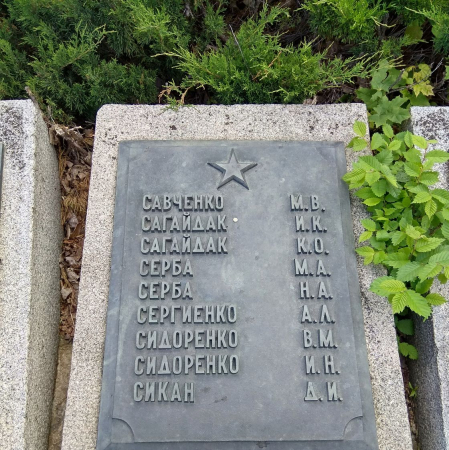 САВЧЕНКО М.В.
САГАЙДАК И.К.
САГАЙДАК К.О.
СЕРБА М.А.
СЕРБА Н.А.
СЕРГИЕНКО А.Л.
СИДОРЕНКО В.М.
СИДОРЕНКО И.Н.
СИКАН Д.И.